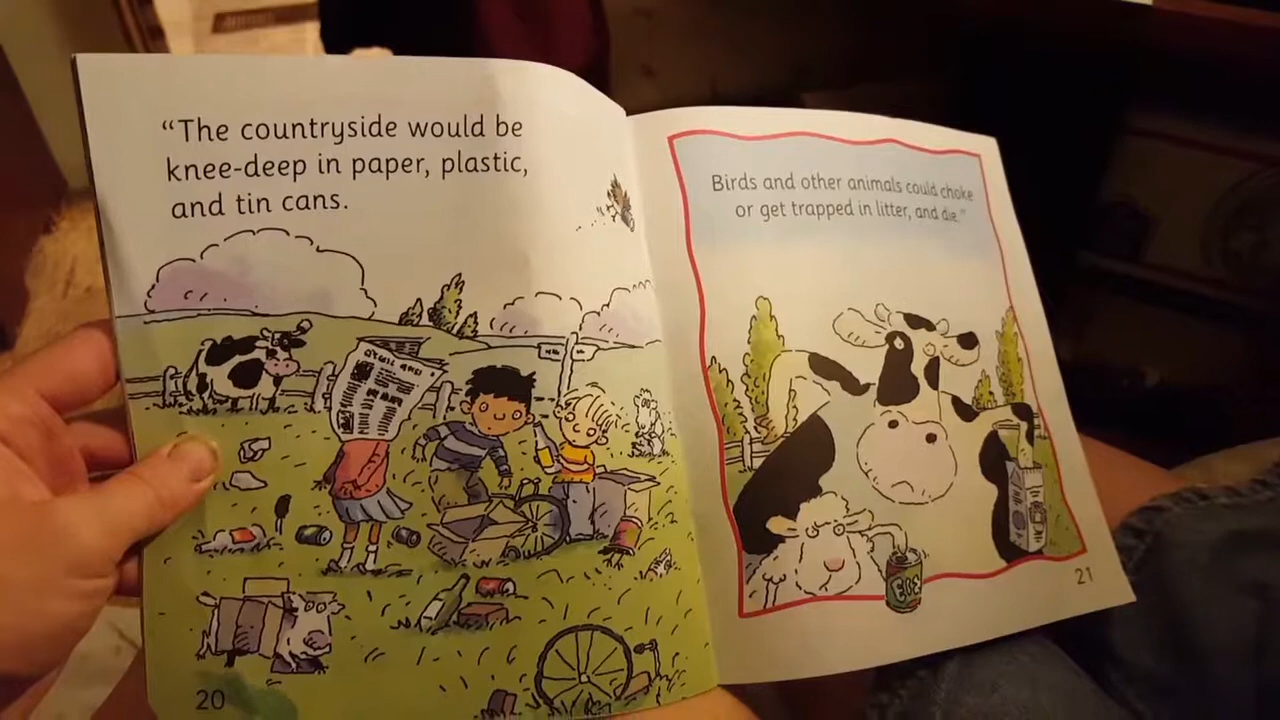 “The countryside would be
knee-deep in paper, plastic,
and tin cans.
20
Birds and other animals could choke
or get trapped in litter, and die.”
21